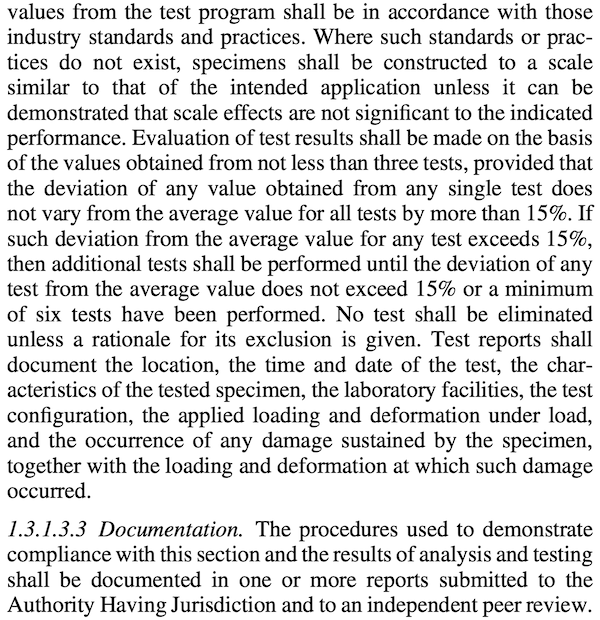 values from the test program shall be in accordance with those
industry standards and practices. Where such standards or prac-
tices do not exist, specimens shall be constructed to a scale
similar to that of the intended application unless it can be
demonstrated that scale effects are not significant to the indicated
performance. Evaluation of test results shall be made on the basis
of the values obtained from not less than three tests, provided that
the deviation of any value obtained from any single test does
not vary from the average value for all tests by more than 15%. If
such deviation from the average value for any test exceeds 15%,
then additional tests shall be performed until the deviation of any
test from the average value does not exceed 15% or a minimum
of six tests have been performed. No test shall be eliminated
unless a rationale for its exclusion is given. Test reports shall
document the location, the time and date of the test, the char-
acteristics of the tested specimen, the laboratory facilities, the test
configuration, the applied loading and deformation under load,
and the occurrence of any damage sustained by the specimen,
together with the loading and deformation at which such damage
occurred.
1.3.1.3.3 Documentation. The procedures used to demonstrate
compliance with this section and the results of analysis and testing
shall be documented in one or more reports submitted to the
Authority Having Jurisdiction and to an independent peer review.